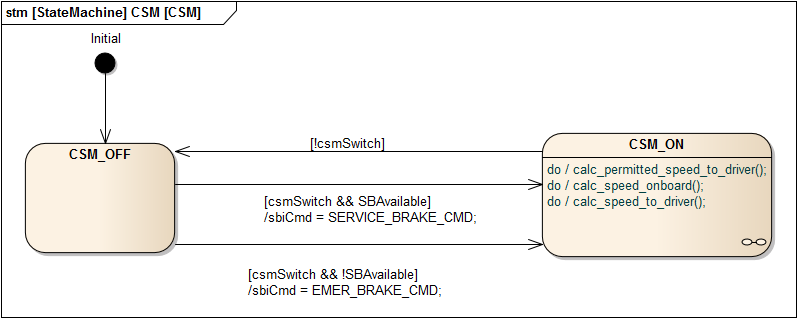 stm [StateMachine] CSM [CSM]
Initial
CSM_OFF
[!csmSwitch]
CSM_ON
do / calc_permitted_speed_to_driver();
do / calc_speed_onboard();
do / calc_speed_to_driver();
[csmSwitch && SBAvailable]
/sbiCmd = SERVICE_BRAKE_CMD;
[csmSwitch && !SBAvailable]
/sbiCmd = EMER_BRAKE_CMD;